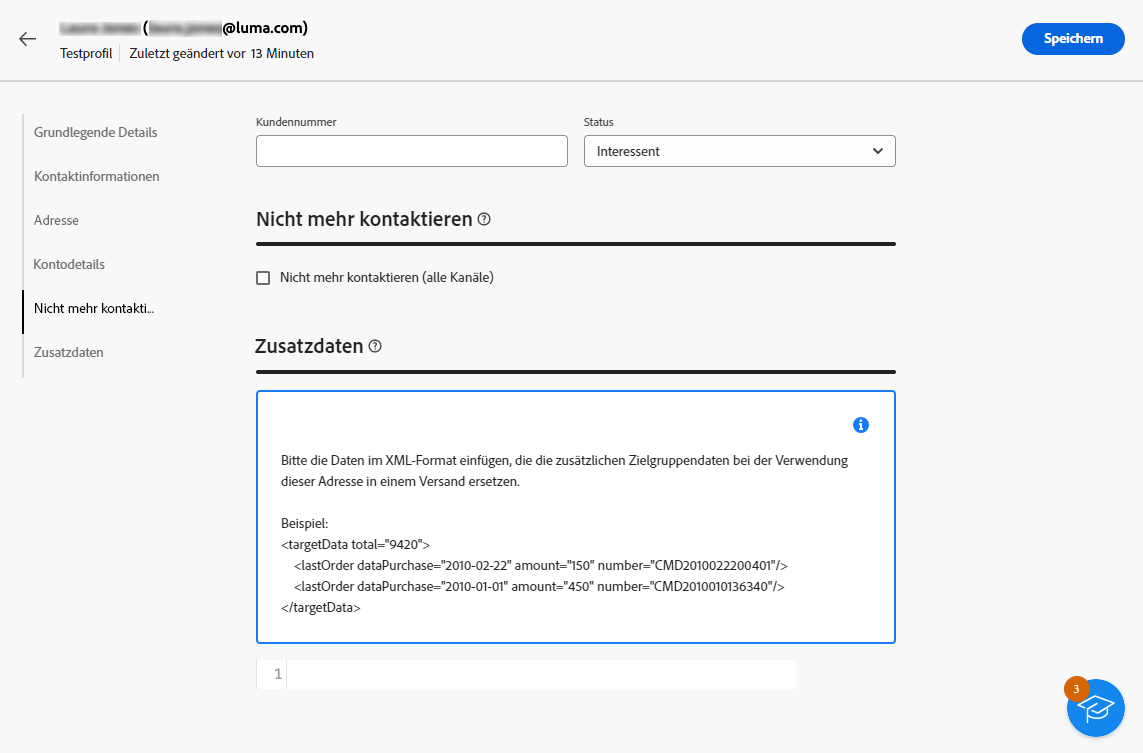 (@luma.com)
Testprofil Zuletzt geändert vor 13 Minuten
Speichern
Grundlegende Details
Kontaktinformationen
Adresse
Kontodetails
Nicht mehr kontakti...
Zusatzdaten
Kundennummer
Status
Interessent
Nicht mehr kontaktieren
Nicht mehr kontaktieren (alle Kanäle)
Zusatzdaten
Bitte die Daten im XML-Format einfügen, die die zusätzlichen Zielgruppendaten bei der Verwendung
dieser Adresse in einem Versand ersetzen.
Beispiel:
<targetData total="9420">
<lastOrder dataPurchase="2010-02-22" amount="150" number="CMD2010022200401"/>
<lastOrder dataPurchase="2010-01-01" amount="450" number="CMD2010010136340"/>
</targetData>
1
3